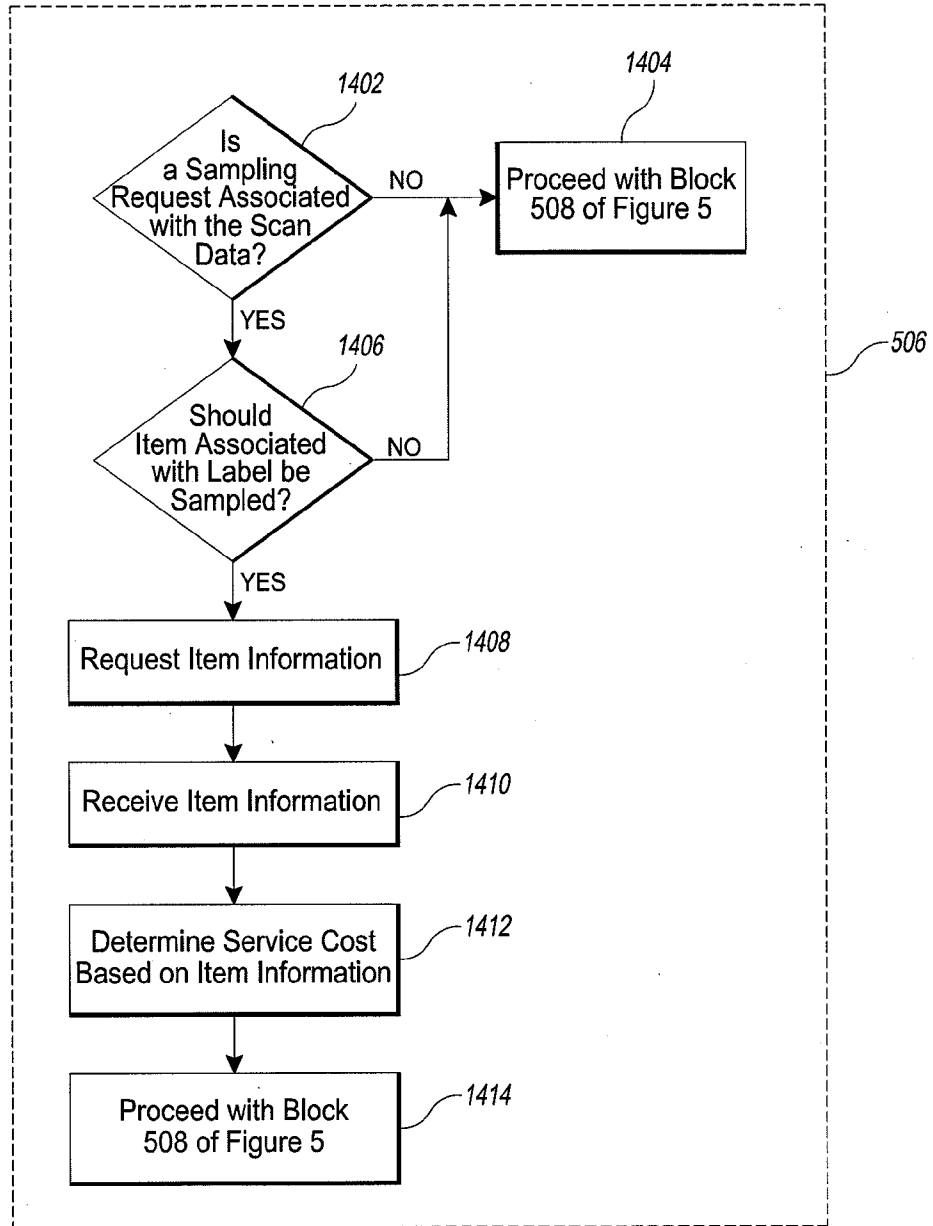 1402
Is
a Sampling
Request Associated
with the Scan
Data?
NO
1404
Proceed with Block
508 of Figure 5
YES
506
1406
Should
Item Associated
with Label be
Sampled?
NO
YES
Request Item Information
1408
Receive Item Information
1410
Determine Service Cost
Based on Item Information
1412
Proceed with Block
508 of Figure 5
1414